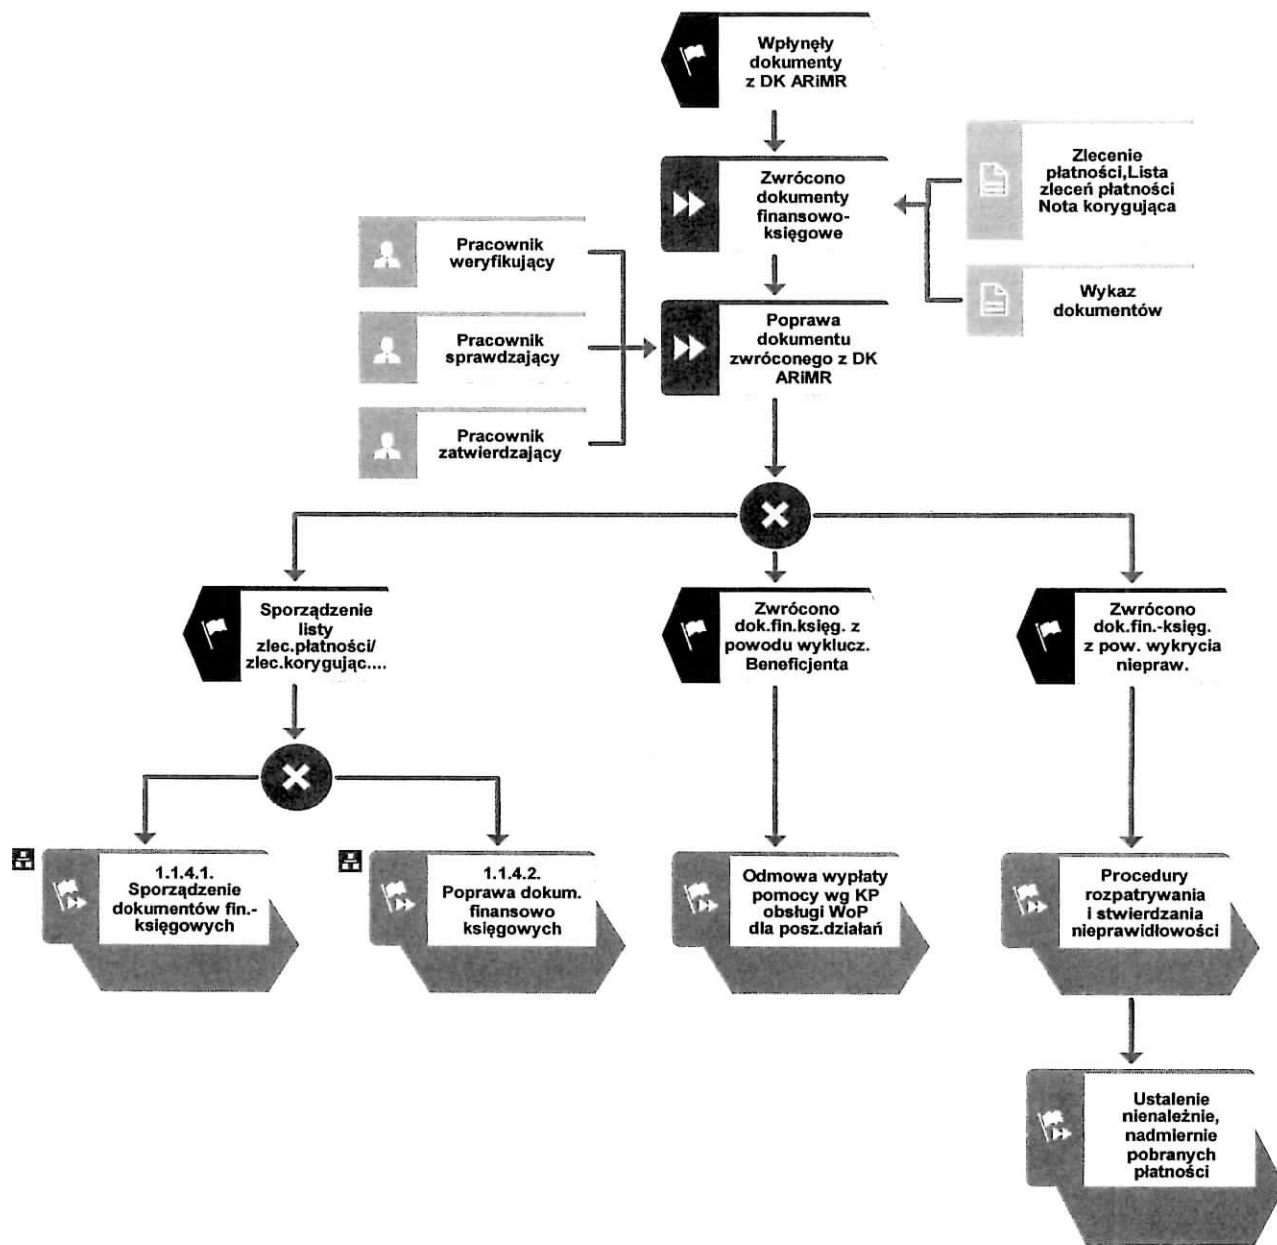 Wpłynęły
dokumenty
z DK ARiMR
Zwrócono
dokumenty
finansowo-
księgowe
Zlecenie
płatności,Lista
zleceń płatności
Nota korygująca
Wykaz
dokumentów
Pracownik
weryfikujący
Pracownik
sprawdzający
Pracownik
zatwierdzający
Poprawa
dokumentu
zwróconego z DK
ARiMR
Sporządzenie
listy
zlec.płatności/
zlec.korygując....
Zwrócono
dok.fin.księg. z
powodu wyklucz.
Beneficjenta
Zwrócono
dok.fin.-księg.
z pow. wykrycia
niepraw.
1.1.4.1.
Sporządzenie
dokumentów fin.-
księgowych
1.1.4.2.
Poprawa dokum.
finansowo
księgowych
Odmowa wypłaty
pomocy wg KP
obsługi WoP
dla posz.działań
Procedury
rozpatrywania
i stwierdzania
nieprawidłowości
Ustalenie
nienależnie,
nadmiernie
pobranych
płatności